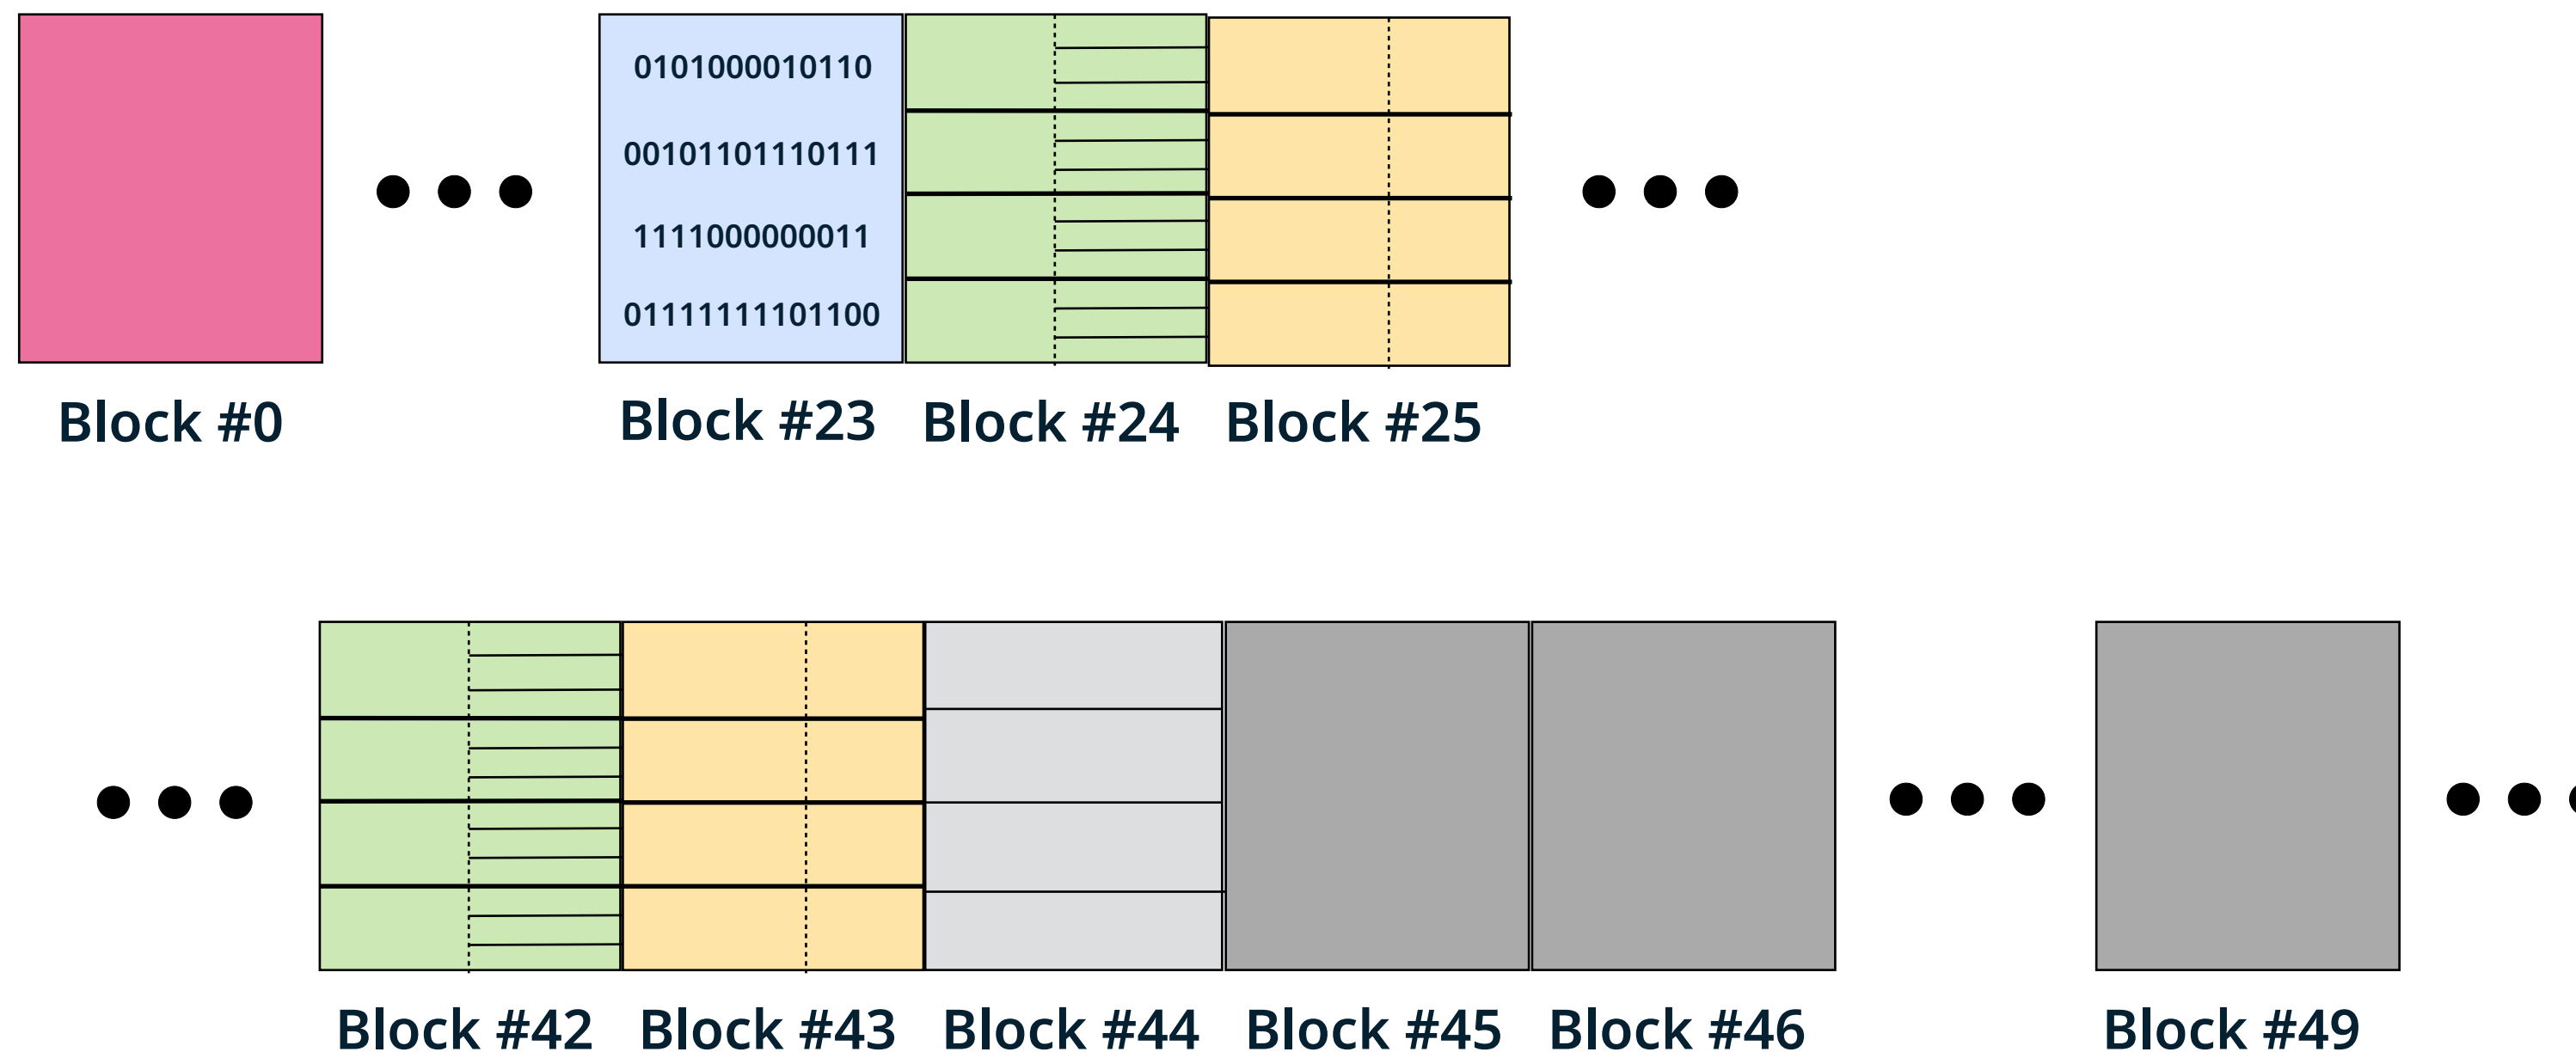 0101000010110
00101101110111
1111000000011
01111111101100
Block #0
Block #23
Block #24
Block #25
Block #42
Block #43
Block #44
Block #45
Block #46
Block #49